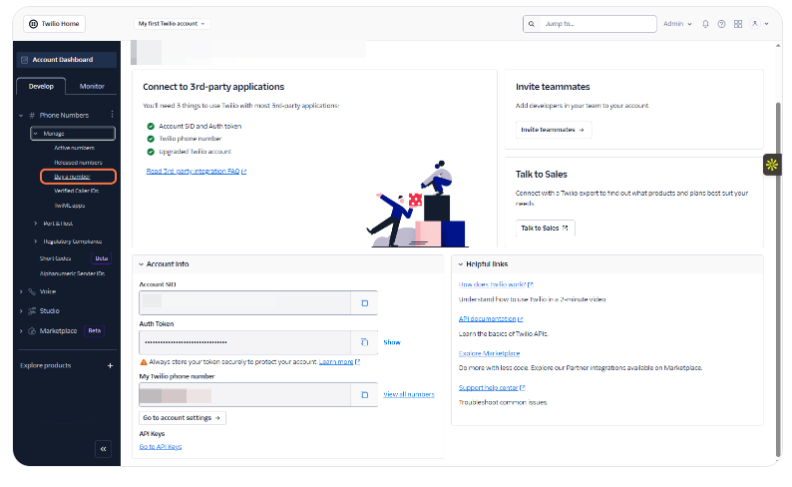 Twilio Home
My first Twilio account
Jump to...
Admin
Account Dashboard
Develop
Monitor
# Phone Numbers
Manage
Active numbers
Released numbers
Buy a number
Verified Caller IDs
TwiML apps
Port & Host
Regulatory Compliance
Short Codes
Beta
Alphanumeric Sender IDs
Voice
Studio
Marketplace
Beta
Explore products
+
Connect to 3rd-party applications
You'll need 3 things to use Twilio with most 3rd-party applications:
Account SID and Auth token
Twilio phone number
Upgraded Twilio account
Read 3rd-party integration FAQ
Invite teammates
Add developers in your team to your account.
Invite teammates
Talk to Sales
Connect with a Twilio expert to find out what products and plans best suit your
needs.
Talk to Sales
Account Info
Account SID
Auth Token
••••••••••••••••••••••••••••••••
Show
Always store your token securely to protect your account. Learn more
My Twilio phone number
View all numbers
Go to account settings
API Keys
Go to API Keys
Helpful links
How does Twilio work?
Understand how to use Twilio in a 2-minute video
API documentation
Learn the basics of Twilio APIs.
Explore Marketplace
Do more with less code. Explore our Partner integrations available on Marketplace.
Support help center
Troubleshoot common issues.